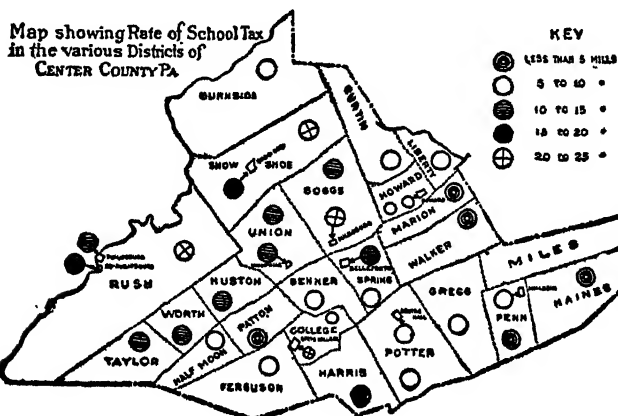 Map showing Rate of School Tax
in the various Districts of
CENTER COUNTY PA
KEY
LESS THAN 5 MILLS
5 TO 10 "
10 TO 15 "
15 TO 20 "
20 TO 25 "
BURNSIDE
CURTIN
SNOW
SHOE
LIBERTY
HOWARD
BOGGS
MARION
UNION
WALKER
MILES
BELLEFONTE
SPRING
RUSH
HUSTON
BENNER
GREGG
HAINES
WORTH
PATTON
PENN
COLLEGE
POTTER
TAYLOR
HALF MOON
FERGUSON
HARRIS